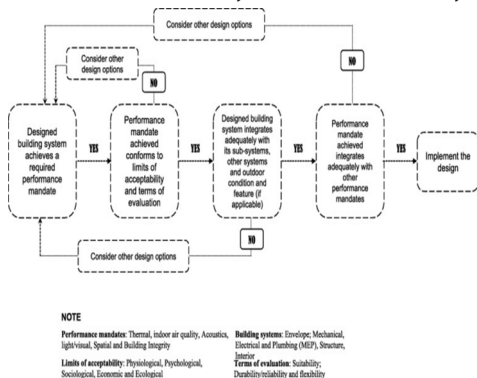 Consider other design options
Consider other
design options
NO
NO
Designed
building system
achieves a
required
performance
mandate
YES
Performance
mandate
achieved
conforms to
limits of
acceptability
and terms of
evaluation
YES
Designed building
system integrates
adequately with
its sub-systems,
other systems
and outdoor
condition and
feature (if
applicable)
YES
Performance
mandate
achieved
integrates
adequately with
other
performance
mandates
YES
Implement the
design
NO
Consider other design options
NOTE
Performance mandates: Thermal, indoor air quality, Acoustics,
light/visual, Spatial and Building Integrity
Building systems: Envelope; Mechanical,
Electrical and Plumbing (MEP), Structure,
Interior
Limits of acceptability: Physiological, Psychological,
Sociological, Economic and Ecological
Terms of evaluation: Suitability;
Durability/reliability and flexibility